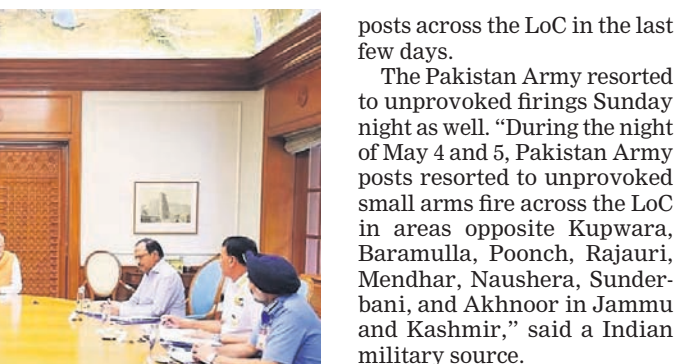 posts across the LoC in the last
few days.
The Pakistan Army resorted
to unprovoked firings Sunday
night as well. “During the night
of May 4 and 5, Pakistan Army
posts resorted to unprovoked
small arms fire across the LoC
in areas opposite Kupwara,
Baramulla, Poonch, Rajauri,
Mendhar, Naushera, Sunder-
bani, and Akhnoor in Jammu
and Kashmir,” said a Indian
military source.